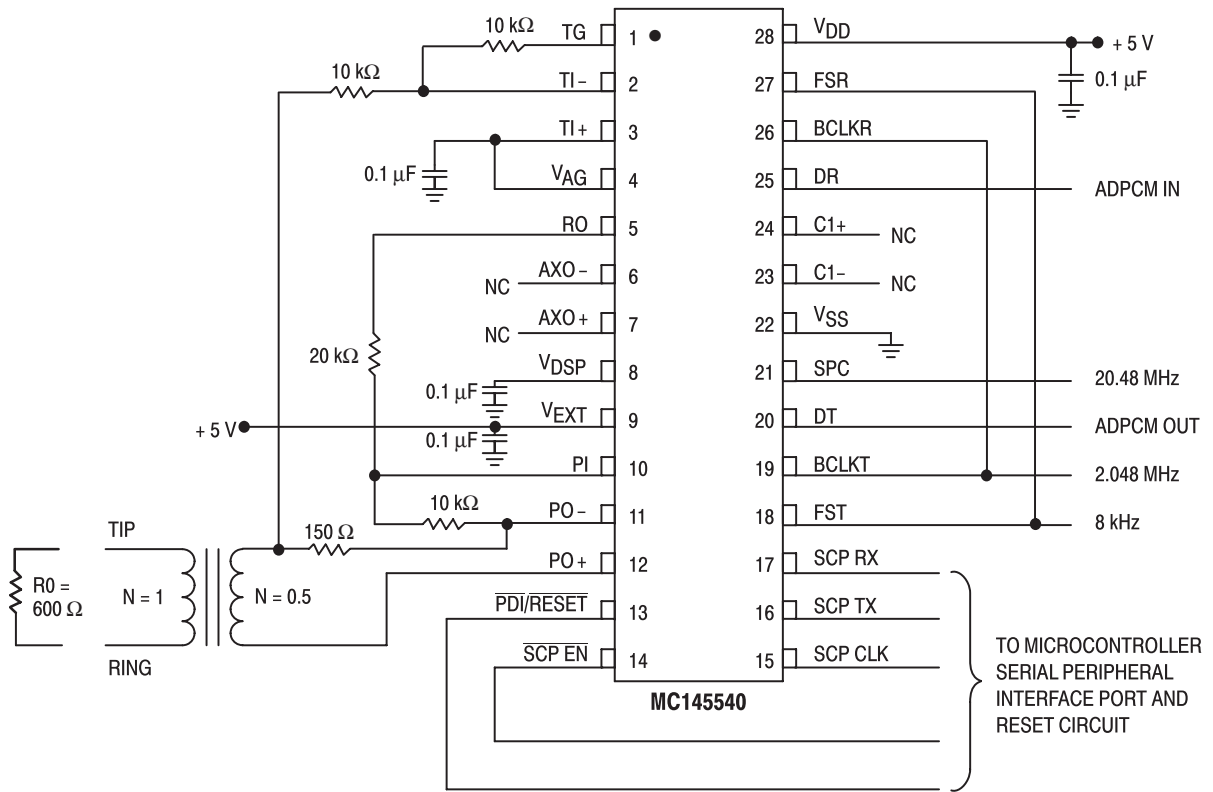 10 kΩ
TG
1
28
VDD
+ 5 V
10 kΩ
TI –
2
27
FSR
0.1 µF
TI +
3
26
BCLKR
0.1 µF
VAG
4
25
DR
ADPCM IN
RO
5
24
C1+
NC
NC
AXO –
6
23
C1–
NC
NC
AXO +
7
22
VSS
20 kΩ
VDSP
8
21
SPC
20.48 MHz
0.1 µF
+ 5 V
VEXT
9
20
DT
ADPCM OUT
0.1 µF
PI
10
19
BCLKT
2.048 MHz
10 kΩ
PO –
11
18
FST
8 kHz
150 Ω
TIP
PO +
12
17
SCP RX
R0 =
600 Ω
N = 1
N = 0.5
PDI/RESET
13
16
SCP TX
RING
SCP EN
14
15
SCP CLK
MC145540
TO MICROCONTROLLER
SERIAL PERIPHERAL
INTERFACE PORT AND
RESET CIRCUIT